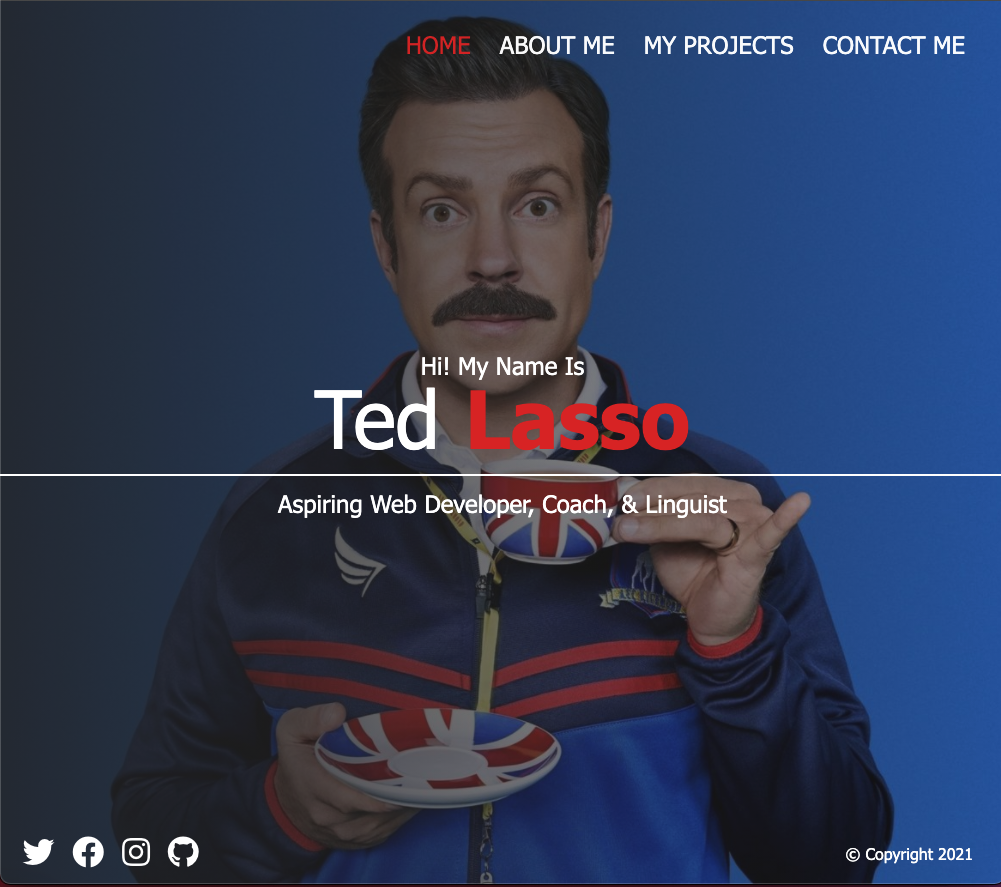 HOME ABOUT ME MY PROJECTS CONTACT ME
Hi! My Name Is
Ted Lasso
Aspiring Web Developer, Coach, & Linguist
© Copyright 2021